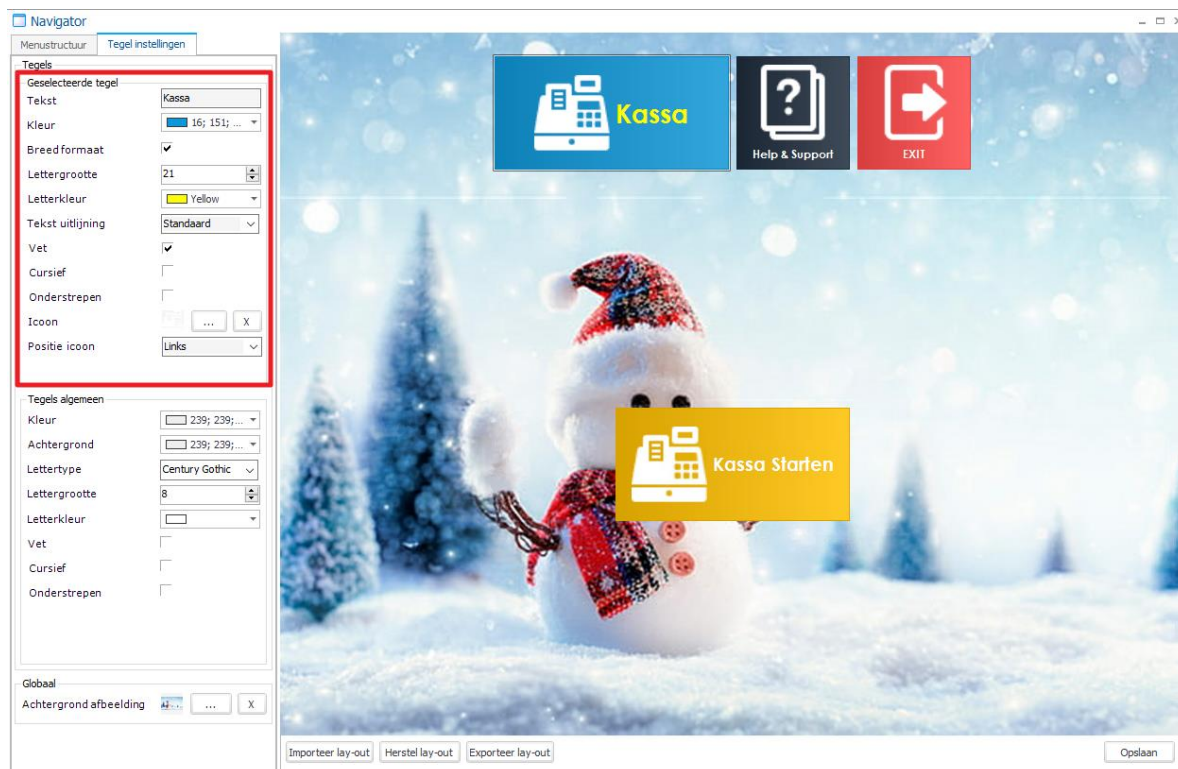 Navigator
Menustructuur
Tegel instellingen
Tegels
Geselecteerde tegel
Tekst
Kassa
Kleur
16; 151; ...
Breed formaat
Lettergrootte
21
Letterkleur
Yellow
Tekst uitlijning
Standaard
Vet
Cursief
Onderstrepen
Icoon
...
X
Positie icoon
Links
Tegels algemeen
Kleur
239; 239;...
Achtergrond
239; 239;...
Lettertype
Century Gothic
Lettergrootte
8
Letterkleur
Vet
Cursief
Onderstrepen
Globaal
Achtergrond afbeelding
...
X
Kassa
?
Help & Support
EXIT
Kassa Starten
Importeer lay-out
Herstel lay-out
Exporteer lay-out
Opslaan